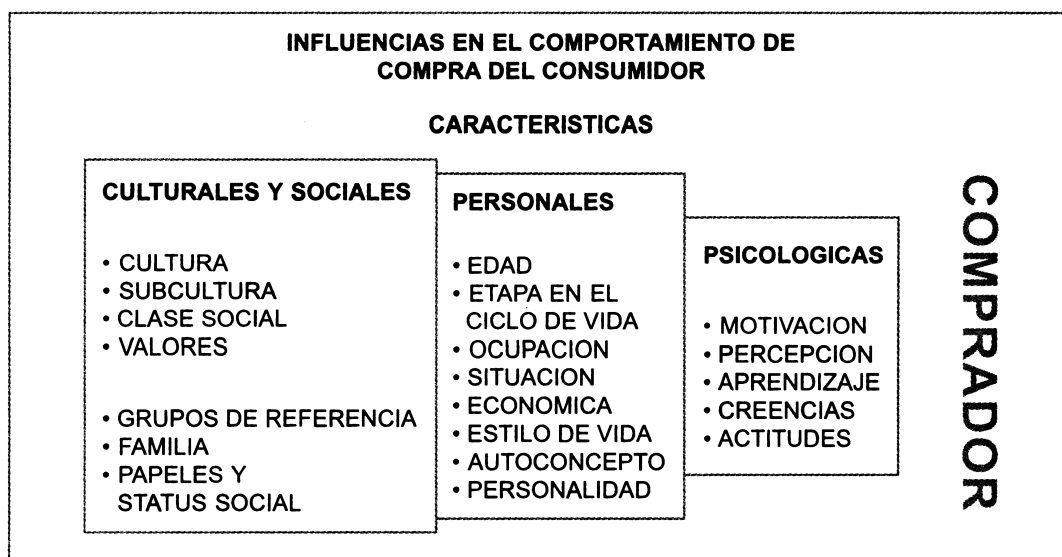 INFLUENCIAS EN EL COMPORTAMIENTO DE
COMPRA DEL CONSUMIDOR
CARACTERISTICAS
CULTURALES Y SOCIALES
• CULTURA
• SUBCULTURA
• CLASE SOCIAL
• VALORES
• GRUPOS DE REFERENCIA
• FAMILIA
• PAPELES Y
STATUS SOCIAL
PERSONALES
• EDAD
• ETAPA EN EL
CICLO DE VIDA
• OCUPACION
• SITUACION
• ECONOMICA
• ESTILO DE VIDA
• AUTOCONCEPTO
• PERSONALIDAD
PSICOLOGICAS
• MOTIVACION
• PERCEPCION
• APRENDIZAJE
• CREENCIAS
• ACTITUDES
COMPRADOR